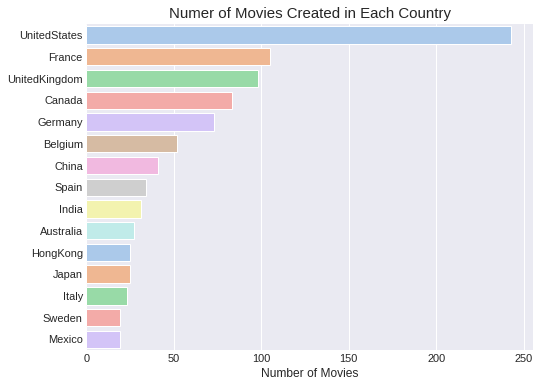 Numer of Movies Created in Each Country
UnitedStates
France
UnitedKingdom
Canada
Germany
Belgium
China
Spain
India
Australia
HongKong
Japan
Italy
Sweden
Mexico
0 50 100 150 200 250
Number of Movies